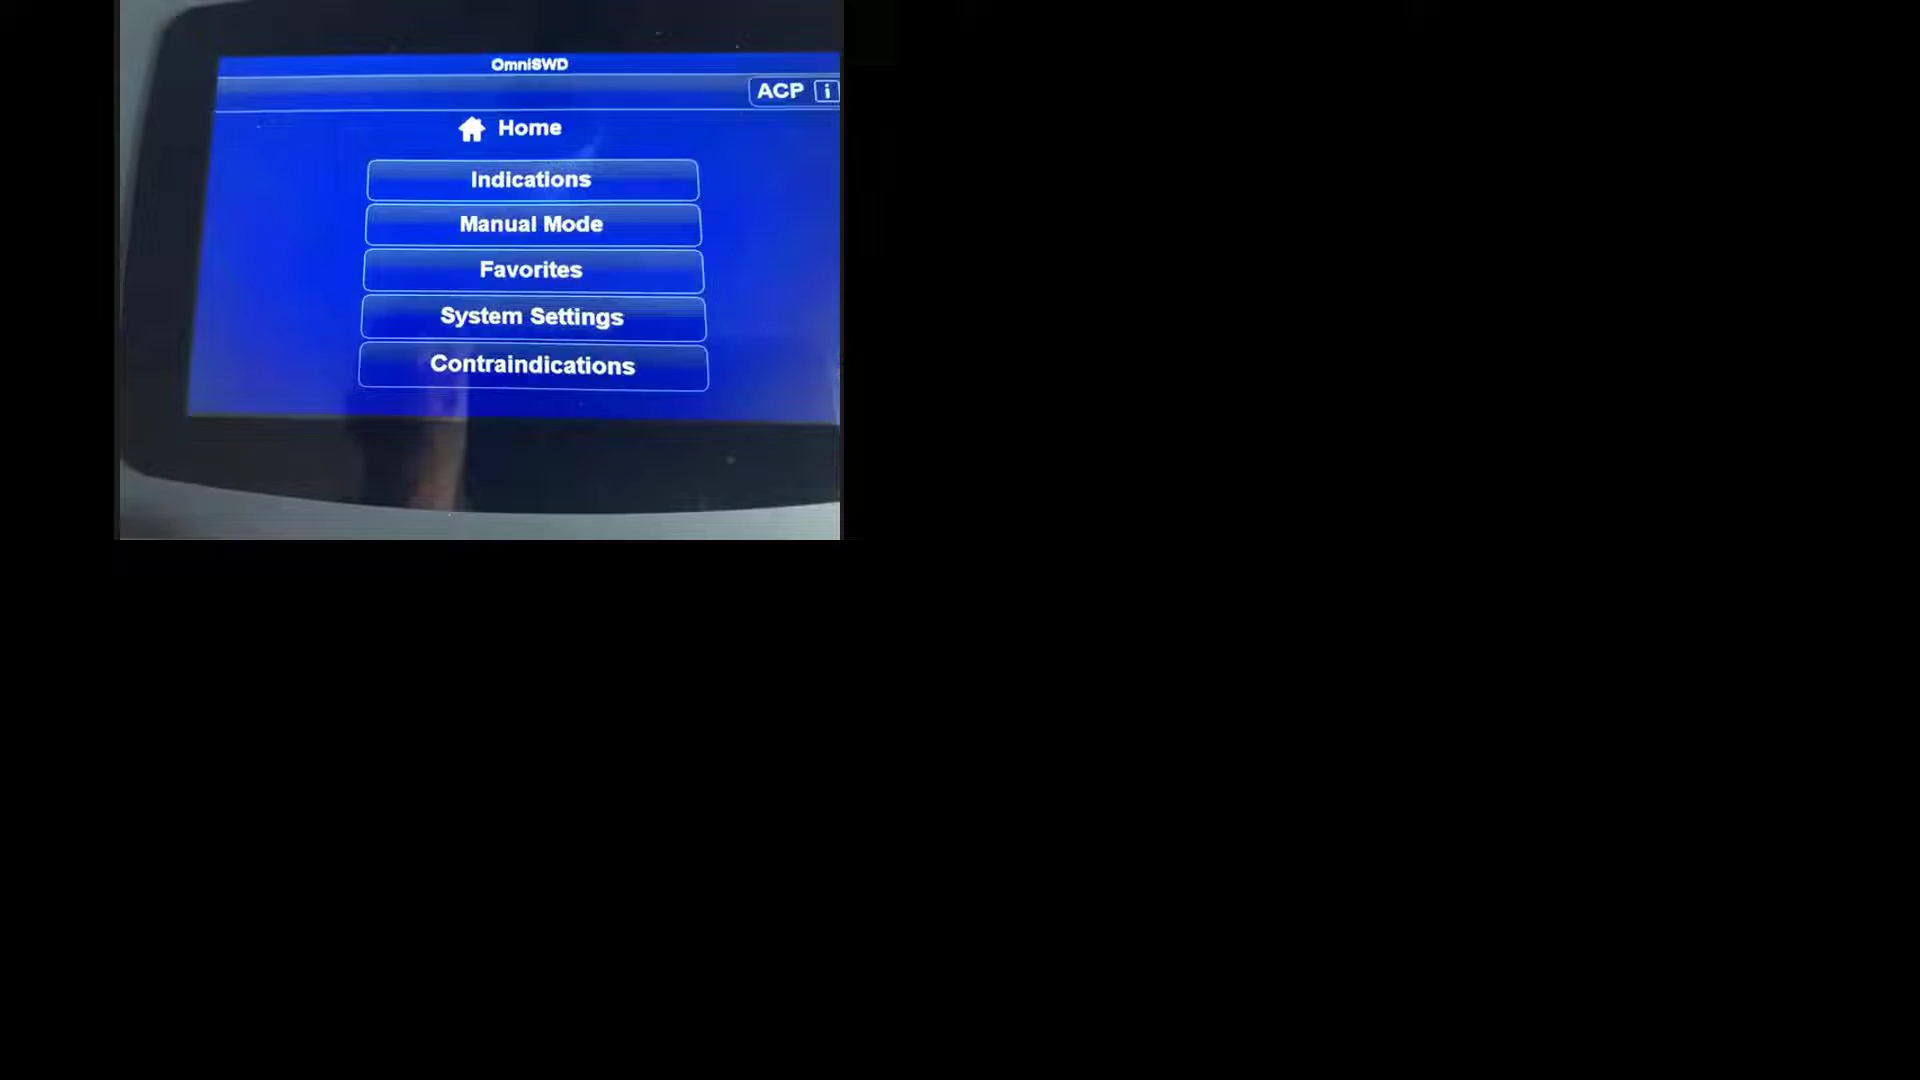 OmniSWD
ACP i
Home
Indications
Manual Mode
Favorites
System Settings
Contraindications